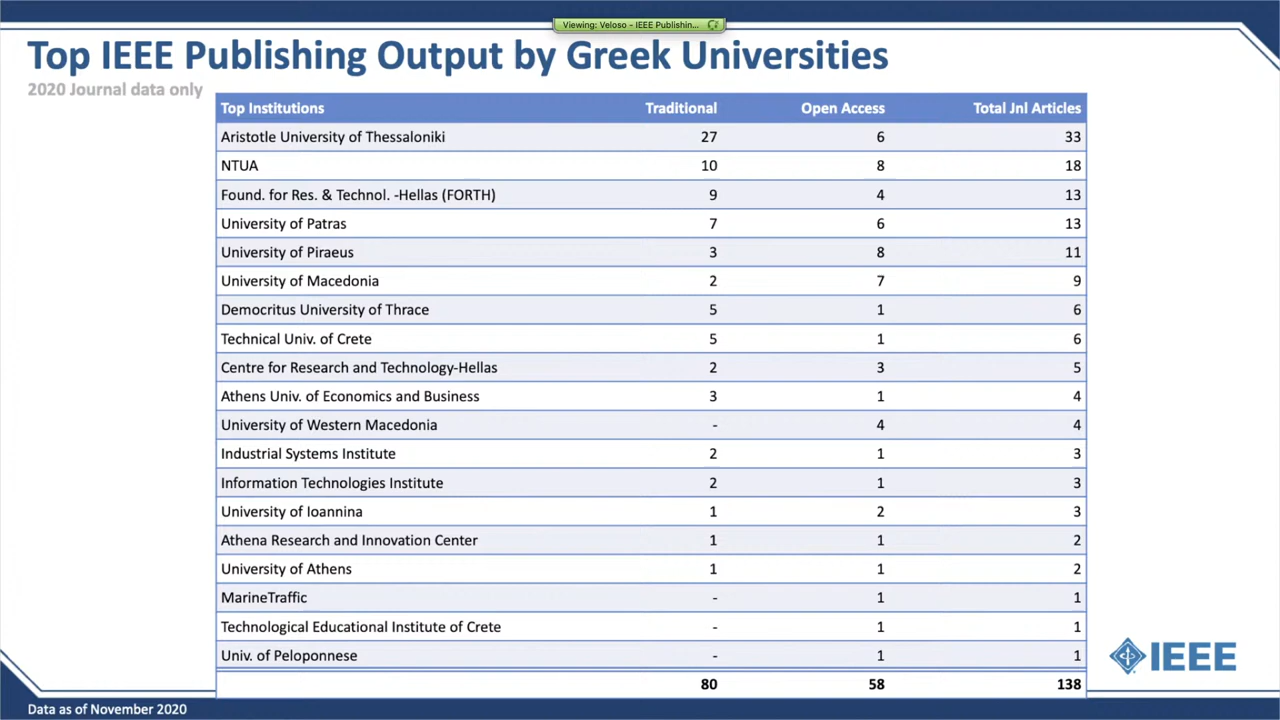 Viewing: Veloso - IEEE Publishin...
Top IEEE Publishing Output by Greek Universities
2020 Journal data only
Top Institutions Traditional Open Access Total Jnl Articles
Aristotle University of Thessaloniki 27 6 33
NTUA 10 8 18
Found. for Res. & Technol. -Hellas (FORTH) 9 4 13
University of Patras 7 6 13
University of Piraeus 3 8 11
University of Macedonia 2 7 9
Democritus University of Thrace 5 1 6
Technical Univ. of Crete 5 1 6
Centre for Research and Technology-Hellas 2 3 5
Athens Univ. of Economics and Business 3 1 4
University of Western Macedonia - 4 4
Industrial Systems Institute 2 1 3
Information Technologies Institute 2 1 3
University of Ioannina 1 2 3
Athena Research and Innovation Center 1 1 2
University of Athens 1 1 2
MarineTraffic - 1 1
Technological Educational Institute of Crete - 1 1
Univ. of Peloponnese - 1 1
80 58 138
IEEE
Data as of November 2020